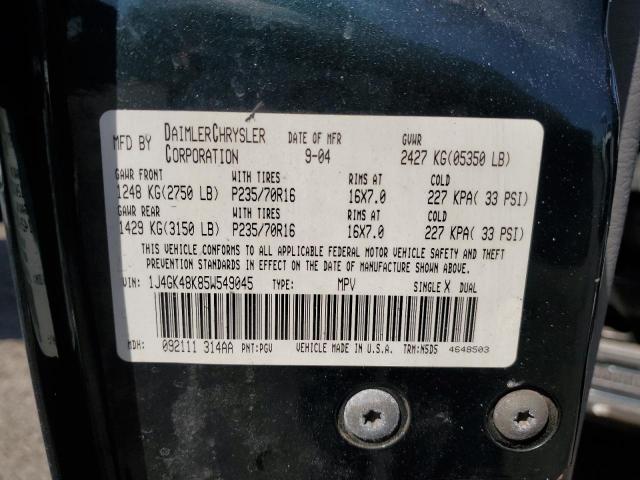 MFD BY DAIMLERCHRYSLER CORPORATION DATE OF MFR 9-04 GVWR 2427 KG(05350 LB)
GAWR FRONT WITH TIRES RIMS AT COLD
1248 KG(2750 LB) P235/70R16 16X7.0 227 KPA( 33 PSI)
GAWR REAR WITH TIRES RIMS AT COLD
1429 KG(3150 LB) P235/70R16 16X7.0 227 KPA( 33 PSI)
THIS VEHICLE CONFORMS TO ALL APPLICABLE FEDERAL MOTOR VEHICLE SAFETY AND THEFT
PREVENTION STANDARDS IN EFFECT ON THE DATE OF MANUFACTURE SHOWN ABOVE.
VIN: 1J4GK48K85W549045 TYPE: MPV SINGLE X DUAL
MDH: 092111 314AA PNT:PGV VEHICLE MADE IN U.S.A. TRM:N5DS 4648503